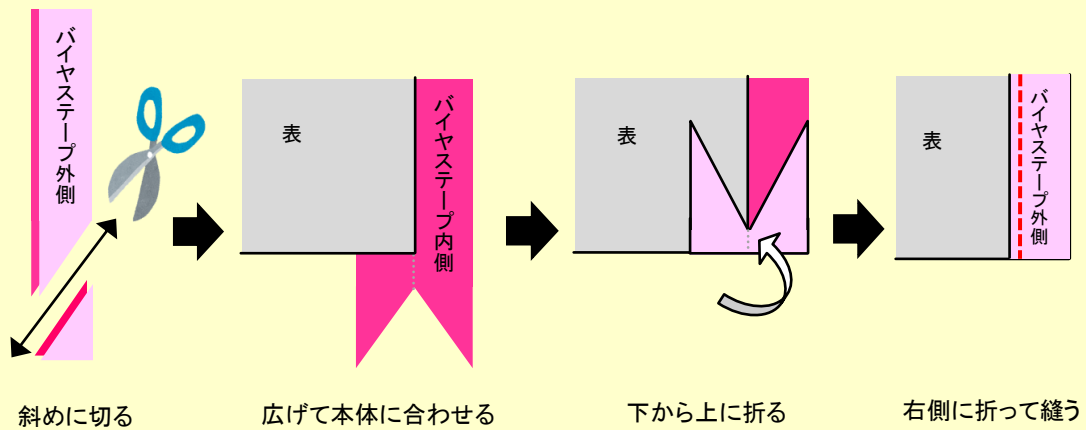 バイヤステープ外側
表
バイヤステープ内側
表
表
バイヤステープ外側
斜めに切る
広げて本体に合わせる
下から上に折る
右側に折って縫う